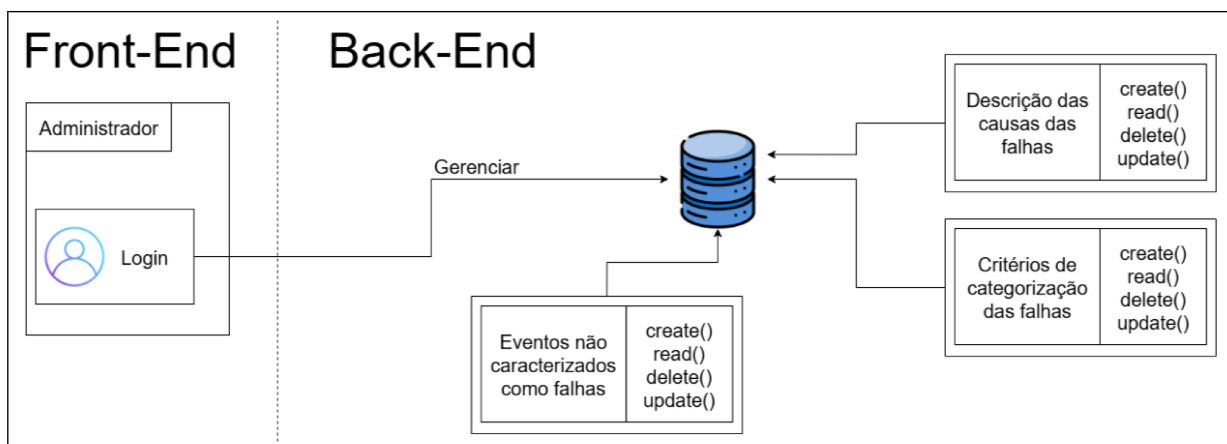 Front-End
Back-End
Administrador
Login
Gerenciar
Descrição das
causas das
falhas
create()
read()
delete()
update()
Critérios de
categorização
das falhas
create()
read()
delete()
update()
Eventos não
caracterizados
como falhas
create()
read()
delete()
update()